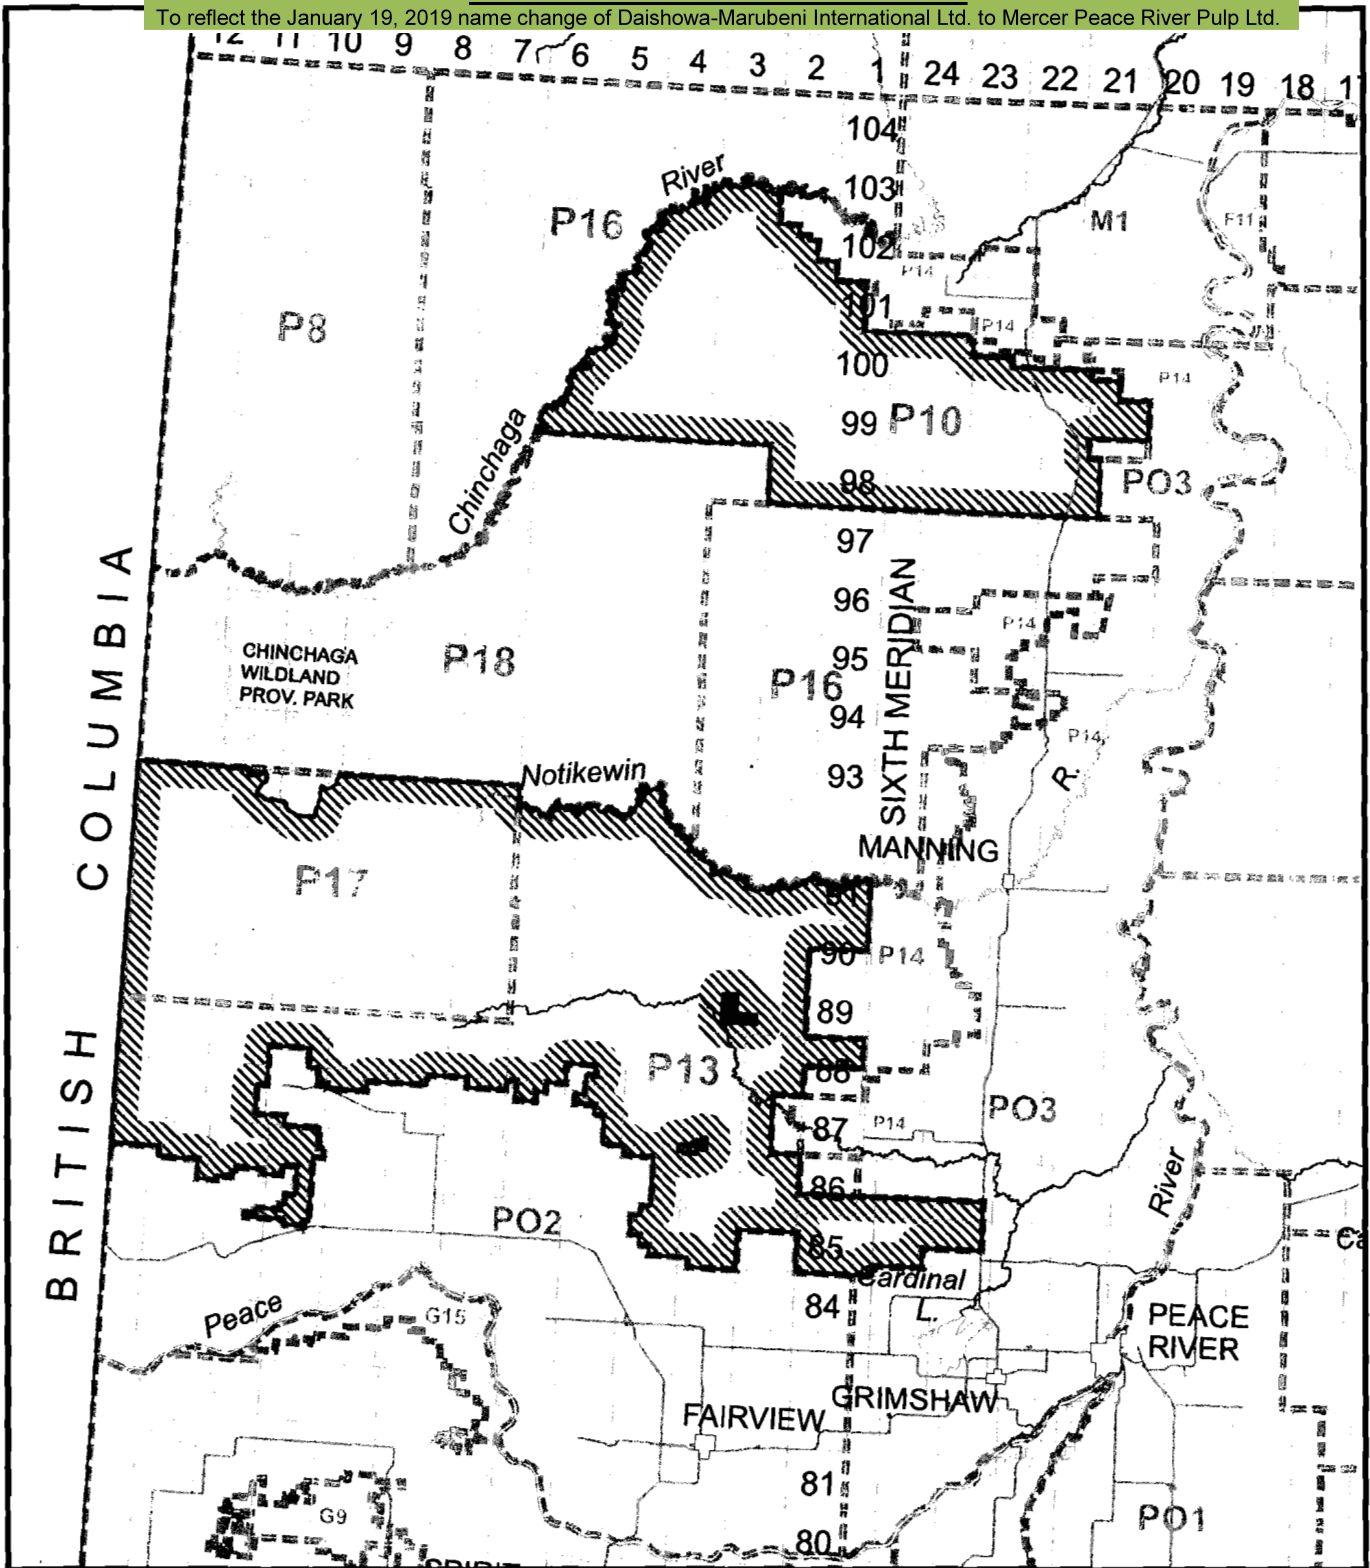 To reflect the January 19, 2019 name change of Daishowa-Marubeni International Ltd. to Mercer Peace River Pulp Ltd.
12 11 10 9 8 7 6 5 4 3 2 1 24 23 22 21 20 19 18
104
River
103
P16
M1
F11
102
P14
101
P8
P14
100
P14
99
P10
Chinchaga
98
PO3
97
96
P14
SIXTH MERIDIAN
CHINCHAGA
WILDLAND
PROV. PARK
P18
95
P16
94
P14
BRITISH COLUMBIA
Notikewin
93
R.
MANNING
P17
91
90
P14
89
P13
88
PO3
87
P14
86
River
PO2
85
Cardinal
L.
84
Peace
G15
PEACE
RIVER
GRIMSHAW
FAIRVIEW
81
G9
PO1
80